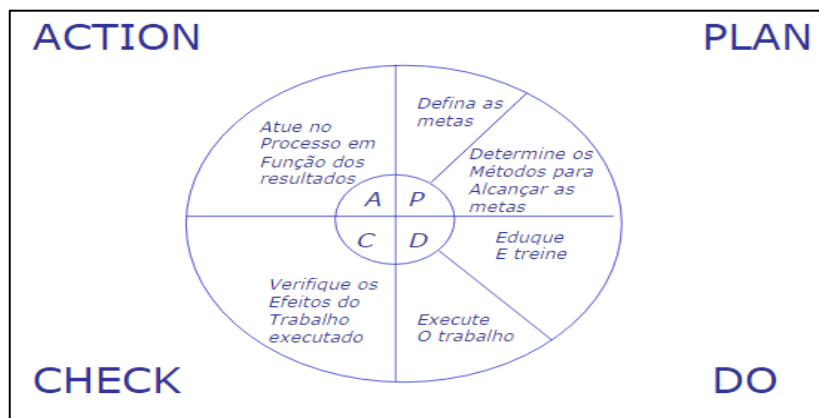 ACTION
PLAN
Defina as
metas
Atue no
Processo em
Função dos
resultados
Determine os
Métodos para
Alcançar as
metas
A
P
C
D
Eduque
E treine
Verifique os
Efeitos do
Trabalho
executado
Execute
O trabalho
CHECK
DO